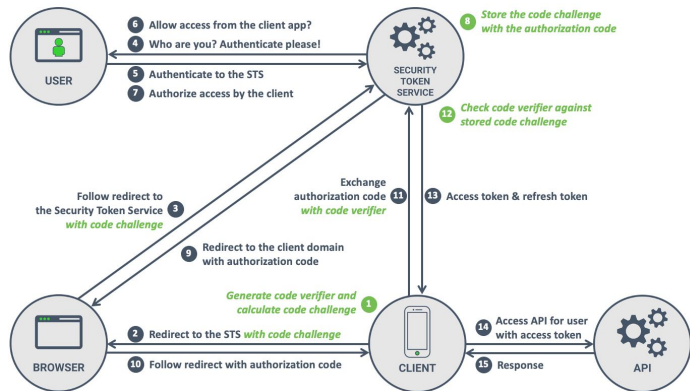 6 Allow access from the client app?
4 Who are you? Authenticate please!
5 Authenticate to the STS
7 Authorize access by the client
USER
SECURITY
TOKEN
SERVICE
8 Store the code challenge
with the authorization code
12 Check code verifier against
stored code challenge
Follow redirect to
the Security Token Service 3
with code challenge
9 Redirect to the client domain
with authorization code
Exchange
authorization code 11
with code verifier
13 Access token & refresh token
Generate code verifier and 1
calculate code challenge
2 Redirect to the STS with code challenge
10 Follow redirect with authorization code
BROWSER
CLIENT
14 Access API for user
with access token
15 Response
API